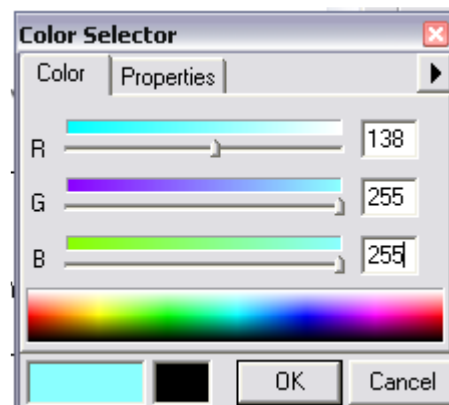 Color Selector
Color Properties
R 138
G 255
B 255
OK Cancel